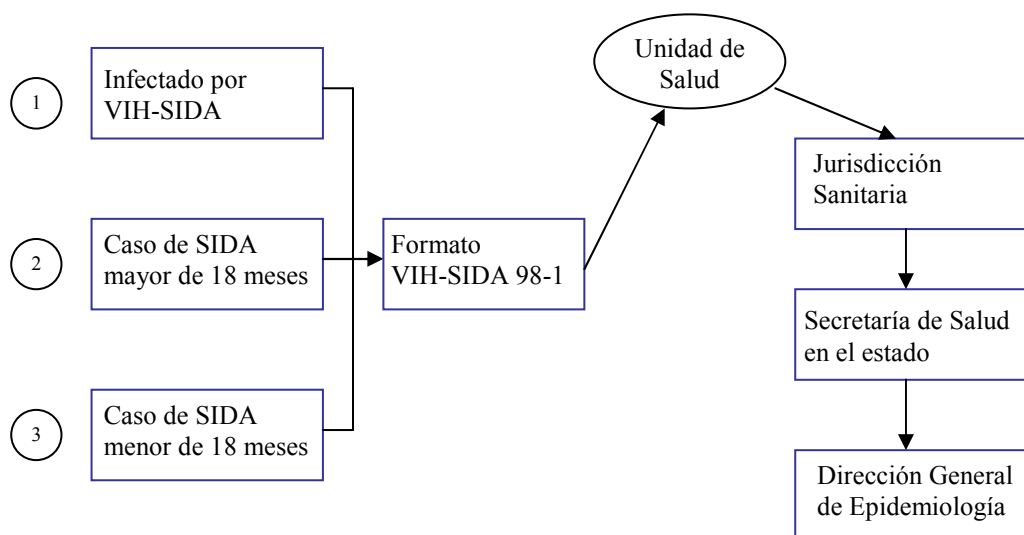 1
Infectado por
VIH-SIDA
2
Caso de SIDA
mayor de 18 meses
3
Caso de SIDA
menor de 18 meses
Formato
VIH-SIDA 98-1
Unidad de
Salud
Jurisdicción
Sanitaria
Secretaría de Salud
en el estado
Dirección General
de Epidemiología